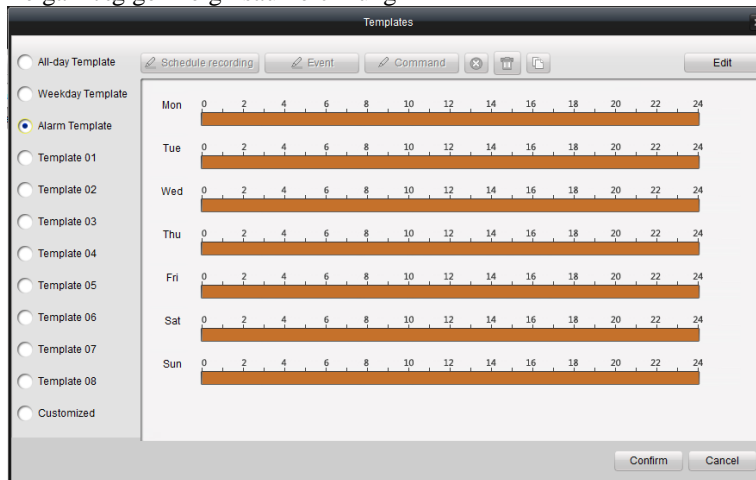 Templates
All-day Template
Weekday Template
Alarm Template
Template 01
Template 02
Template 03
Template 04
Template 05
Template 06
Template 07
Template 08
Customized
Schedule recording Event Command Edit
Mon 0 2 4 6 8 10 12 14 16 18 20 22 24
Tue 0 2 4 6 8 10 12 14 16 18 20 22 24
Wed 0 2 4 6 8 10 12 14 16 18 20 22 24
Thu 0 2 4 6 8 10 12 14 16 18 20 22 24
Fri 0 2 4 6 8 10 12 14 16 18 20 22 24
Sat 0 2 4 6 8 10 12 14 16 18 20 22 24
Sun 0 2 4 6 8 10 12 14 16 18 20 22 24
Confirm Cancel